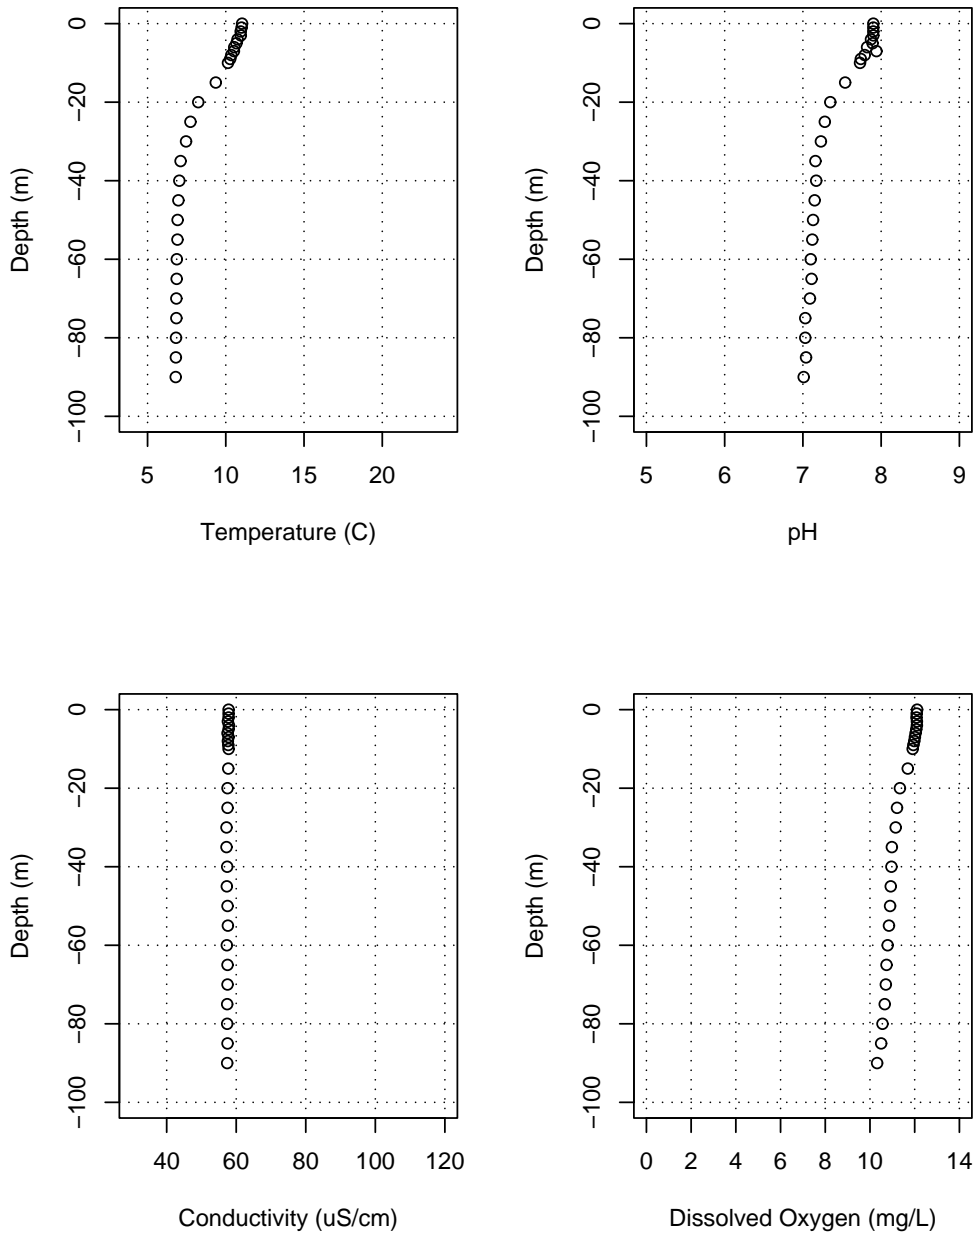 0
−20
−40
−60
−80
−100
Depth (m)
5 10 15 20
Temperature (C)
0
−20
−40
−60
−80
−100
Depth (m)
5 6 7 8 9
pH
0
−20
−40
−60
−80
−100
Depth (m)
40 60 80 100 120
Conductivity (uS/cm)
0
−20
−40
−60
−80
−100
Depth (m)
0 2 4 6 8 10 14
Dissolved Oxygen (mg/L)